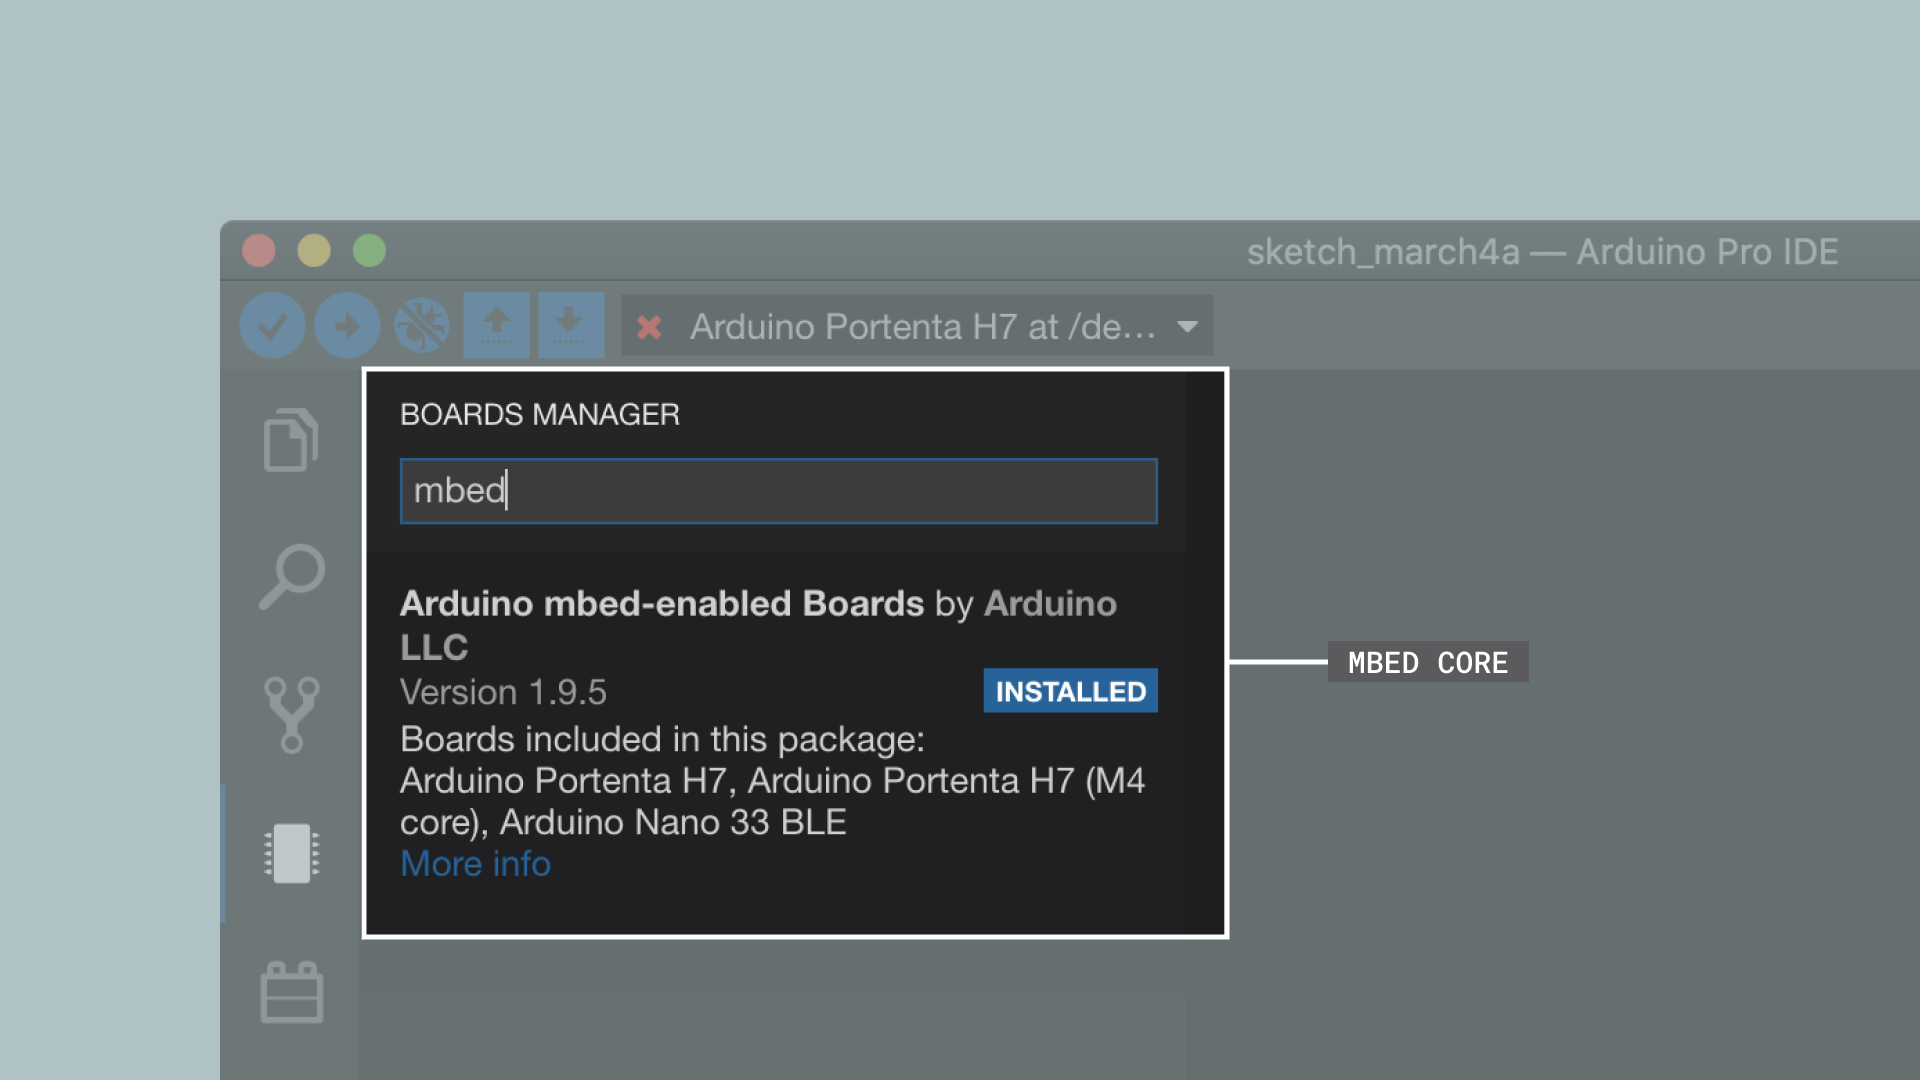 sketch_march4a — Arduino Pro IDE
Arduino Portenta H7 at /de...
BOARDS MANAGER
mbed
Arduino mbed-enabled Boards by Arduino
LLC
Version 1.9.5
INSTALLED
Boards included in this package:
Arduino Portenta H7, Arduino Portenta H7 (M4
core), Arduino Nano 33 BLE
More info
MBED CORE